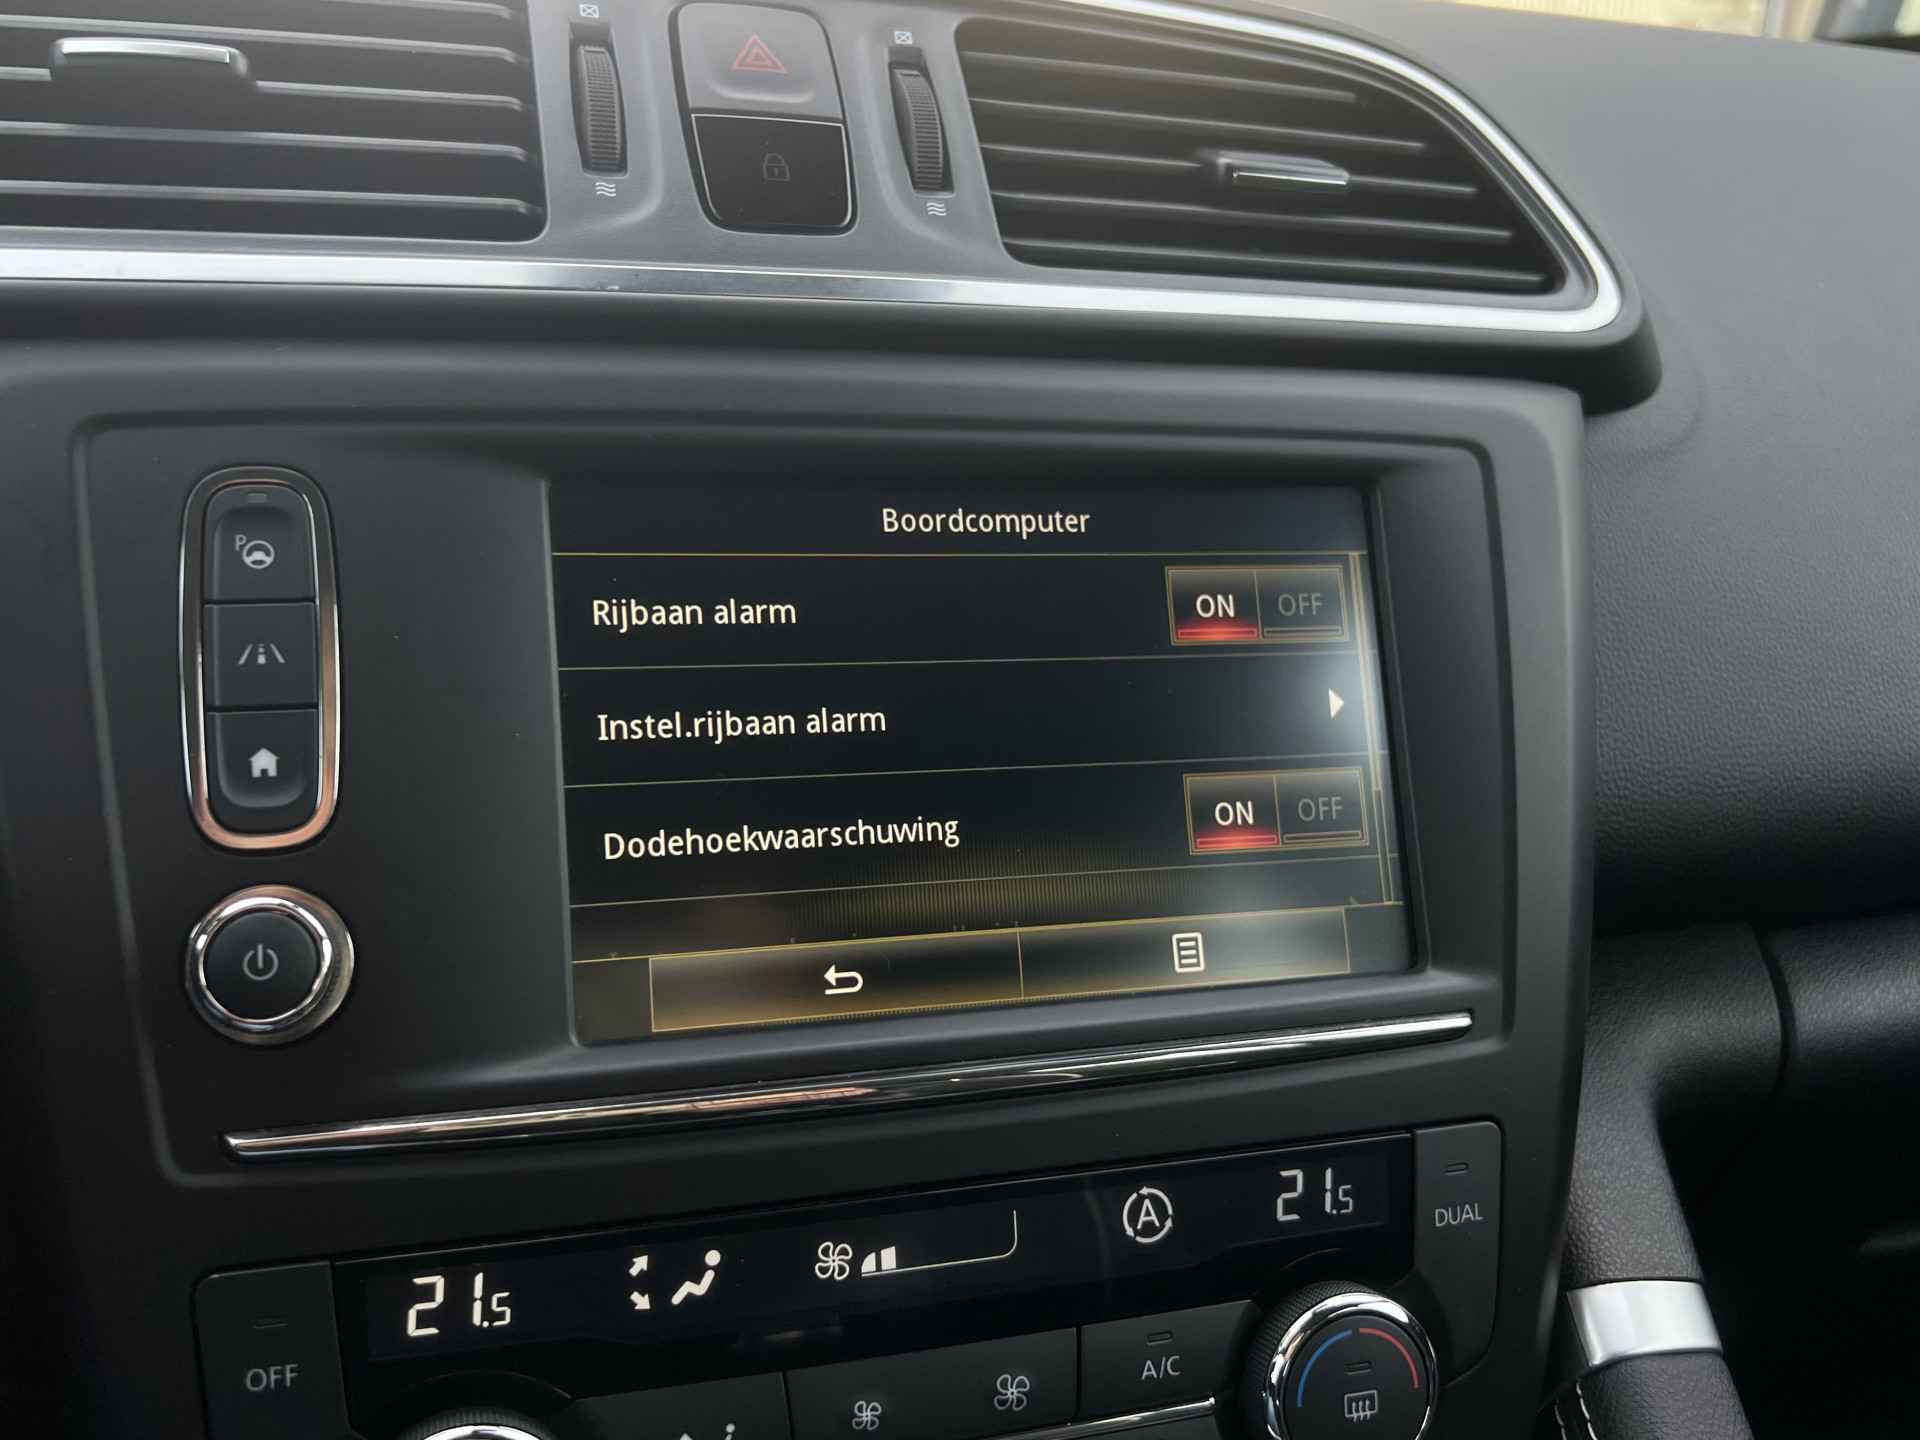 P
Boordcomputer
Rijbaan alarm
ON OFF
Instel.rijbaan alarm
Dodehoekwaarschuwing
ON OFF
21.5
A
21.5
DUAL
OFF
A/C